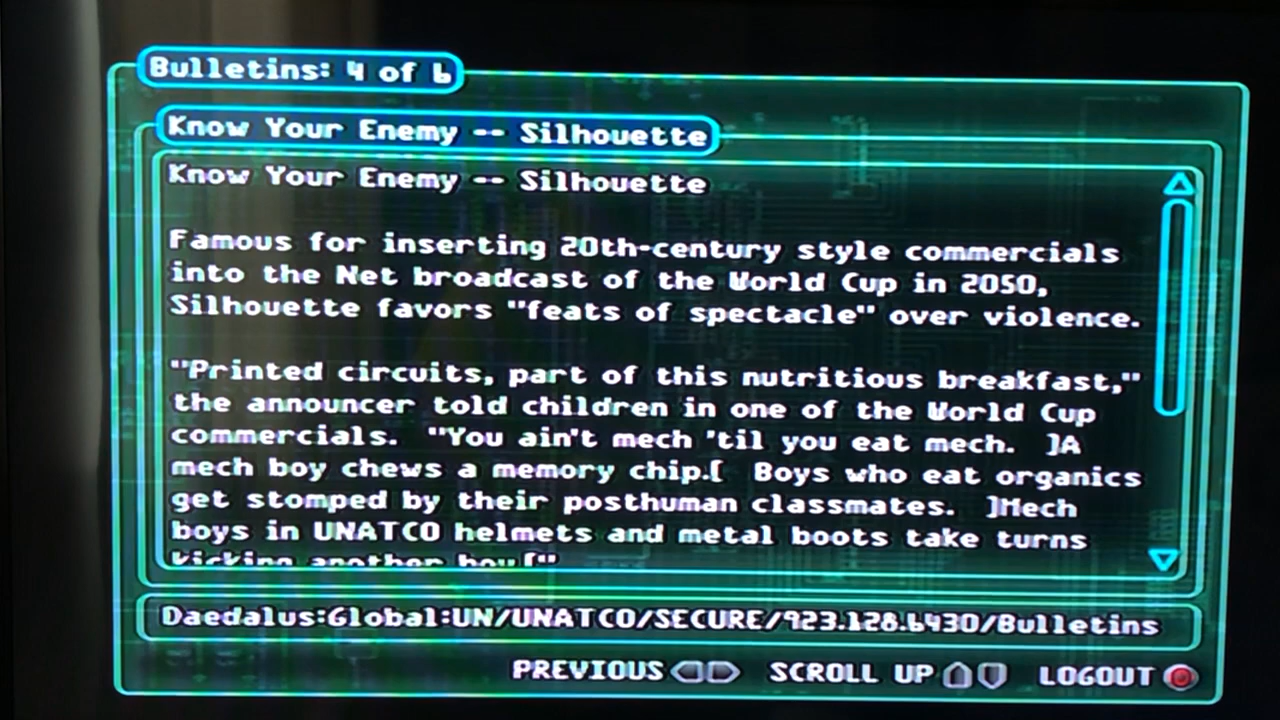 Bulletins: 4 of 6
Know Your Enemy -- Silhouette
Know Your Enemy -- Silhouette
Famous for inserting 20th-century style commercials
into the Net broadcast of the World Cup in 2050,
Silhouette favors "feats of spectacle" over violence.
"Printed circuits, part of this nutritious breakfast,"
the announcer told children in one of the World Cup
commercials.  "You ain't mech 'til you eat mech.  ]A
mech boy chews a memory chip.[  Boys who eat organics
get stomped by their posthuman classmates.  ]Mech
boys in UNATCO helmets and metal boots take turns
kicking another boy["
Daedalus:Global:UN/UNATCO/SECURE/923.128.6430/Bulletins
PREVIOUS SCROLL UP LOGOUT